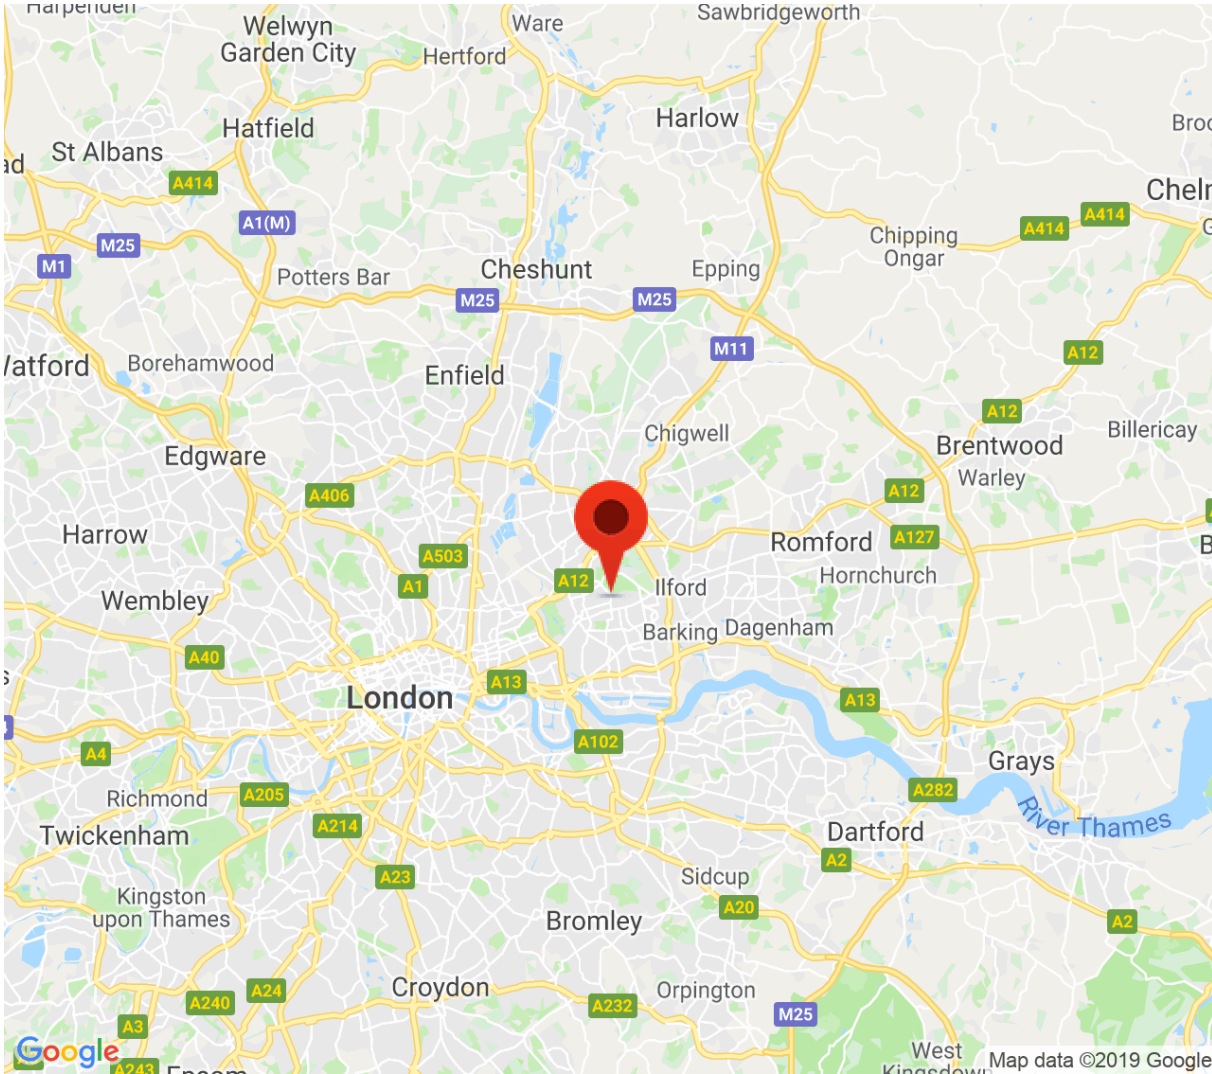 Harpenden
Welwyn
Garden City
Ware
Sawbridgeworth
Hertford
Hatfield
Harlow
St Albans
A414
Chipping
Ongar
A414
A414
A1(M)
M25
M1
Potters Bar
Cheshunt
Epping
M25
M25
M11
A12
Borehamwood
Enfield
A12
Chigwell
Brentwood
Billericay
Edgware
Warley
A406
A12
Harrow
A503
Romford
A127
A1
A12
Ilford
Hornchurch
Wembley
Barking
Dagenham
A40
London
A13
A13
A4
A102
Grays
Richmond
A205
A282
River Thames
Twickenham
A214
Dartford
A2
A23
Sidcup
Kingston
upon Thames
A20
Bromley
A2
Croydon
Orpington
A240
A24
A232
M25
A3
Google
A243
West
Map data ©2019 Google